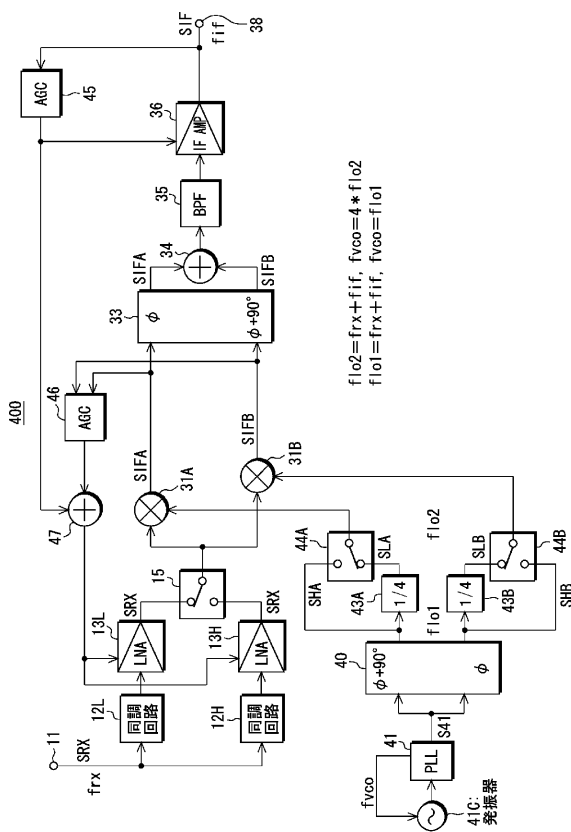 400
11
SRX
frx
12L
同調
回路
12H
同調
回路
13L
LNA
SRX
13H
LNA
SRX
15
47
46
AGC
AGC
45
SIFA
31A
SIFB
31B
33
φ
φ+90°
SIFA
SIFB
34
35
BPF
36
IF AMP
SIF
fif
38
fvco
41
PLL
S41
41C:
発振器
40
φ+90°
φ
flo1
43A
1/4
43B
1/4
SHA
SLA
SLB
SHB
44A
44B
flo2
flo2=frx+fif, fvco=4*flo2
flo1=frx+fif, fvco=flo1